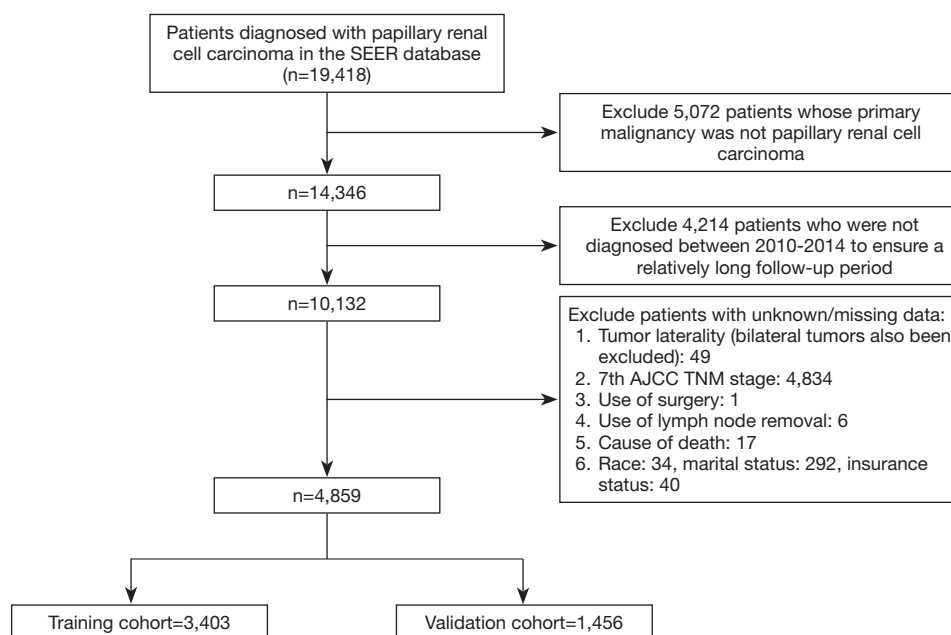 Patients diagnosed with papillary renal
cell carcinoma in the SEER database
(n=19,418)
Exclude 5,072 patients whose primary
malignancy was not papillary renal cell
carcinoma
n=14,346
Exclude 4,214 patients who were not
diagnosed between 2010-2014 to ensure a
relatively long follow-up period
n=10,132
Exclude patients with unknown/missing data:
1. Tumor laterality (bilateral tumors also been
excluded): 49
2. 7th AJCC TNM stage: 4,834
3. Use of surgery: 1
4. Use of lymph node removal: 6
5. Cause of death: 17
6. Race: 34, marital status: 292, insurance
status: 40
n=4,859
Training cohort=3,403
Validation cohort=1,456